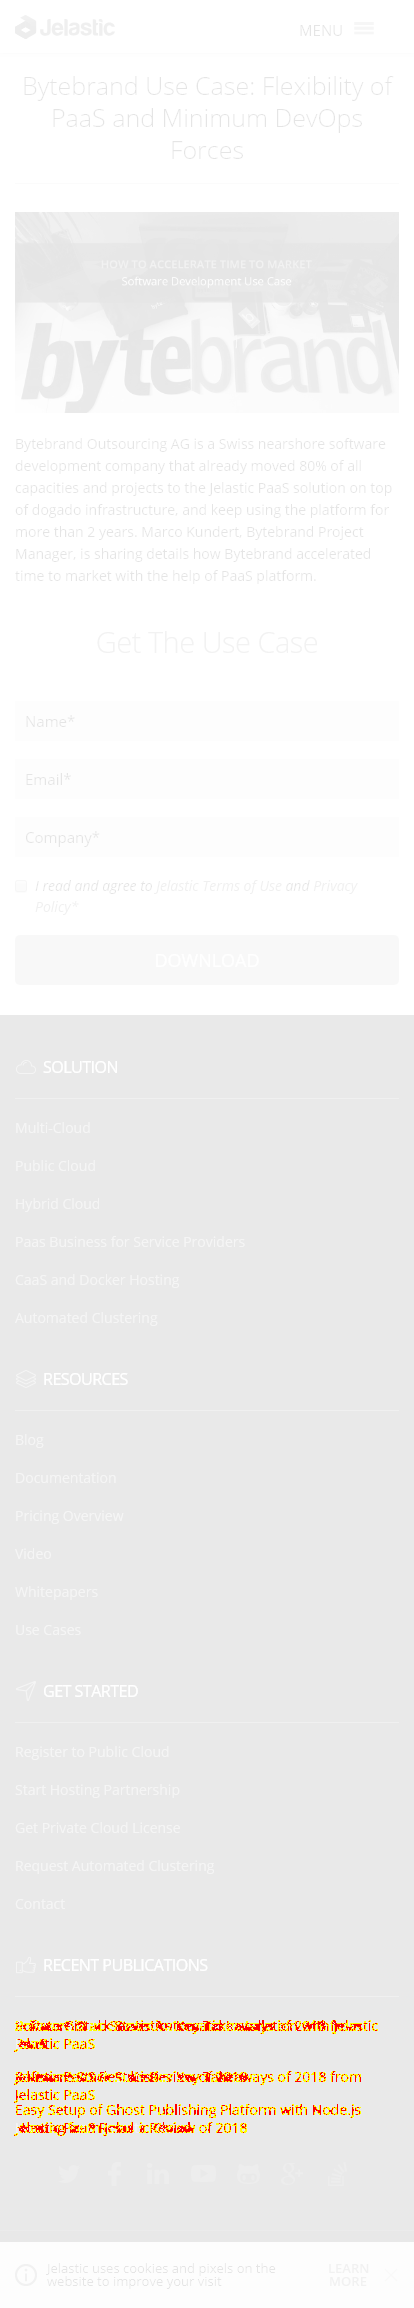 Jelastic
MENU
Bytebrand Use Case: Flexibility of
PaaS and Minimum DevOps
Forces
HOW TO ACCELERATE TIME TO MARKET
Software Development Use Case
bytebrand
Bytebrand Outsourcing AG is a Swiss nearshore software
development company that already moved 80% of all
capacities and projects to the Jelastic PaaS solution on top
of dogado infrastructure, and keep using the platform for
more than 2 years. Marco Kundert, Bytebrand Project
Manager, is sharing details how Bytebrand accelerated
time to market with the help of PaaS platform.
Get The Use Case
Name*
Email*
Company*
I read and agree to Jelastic Terms of Use and Privacy
Policy*
DOWNLOAD
SOLUTION
Multi-Cloud
Public Cloud
Hybrid Cloud
Paas Business for Service Providers
CaaS and Docker Hosting
Automated Clustering
RESOURCES
Blog
Documentation
Pricing Overview
Video
Whitepapers
Use Cases
GET STARTED
Register to Public Cloud
Start Hosting Partnership
Get Private Cloud License
Request Automated Clustering
Contact
RECENT PUBLICATIONS
Jelastic
PaaS
of 2018 from
Jelastic PaaS
Easy Setup of Ghost Publishing Platform with Node.js
of 2018
Jelastic uses cookies and pixels on the
website to improve your visit
LEARN
MORE